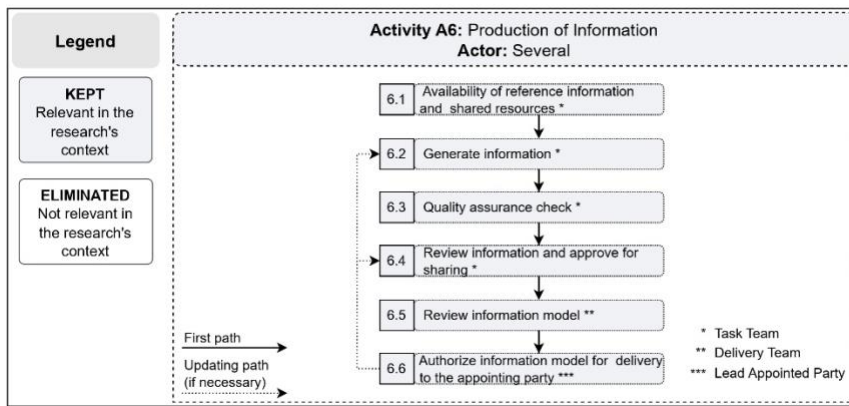 Legend
KEPT
Relevant in the
research's
context
ELIMINATED
Not relevant in
the research's
context
First path
Updating path
(if necessary)
Activity A6: Production of Information
Actor: Several
6.1 Availability of reference information
and shared resources *
6.2 Generate information *
6.3 Quality assurance check *
6.4 Review information and approve for
sharing *
6.5 Review information model **
6.6 Authorize information model for delivery
to the appointing party ***
* Task Team
** Delivery Team
*** Lead Appointed Party